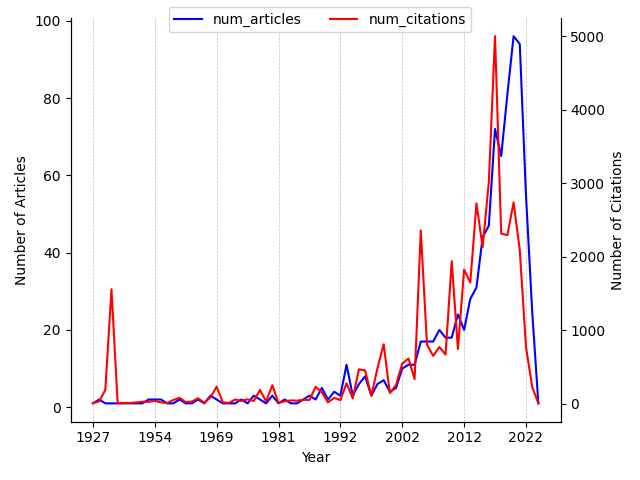 num_articles num_citations
100
80
60
40
20
0
Number of Articles
5000
4000
3000
2000
1000
0
Number of Citations
1927 1954 1969 1981 1992 2002 2012 2022
Year